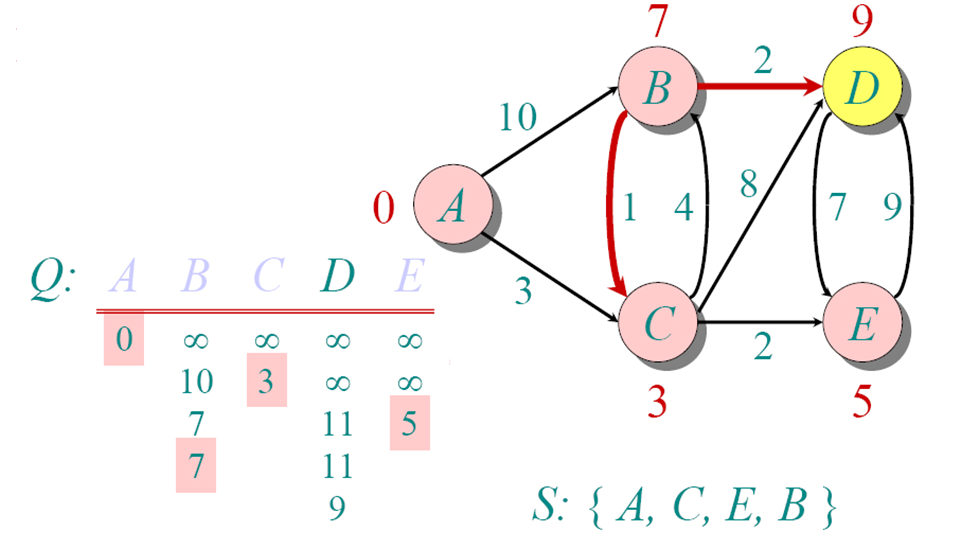 7 9
B 2 D
10
A 0
1 4 8 7 9
3
C 2 E
3 5
Q: A B C D E
0 ∞ ∞ ∞ ∞
10 3 ∞ ∞
7 11 5
7 11
9
S: { A, C, E, B }